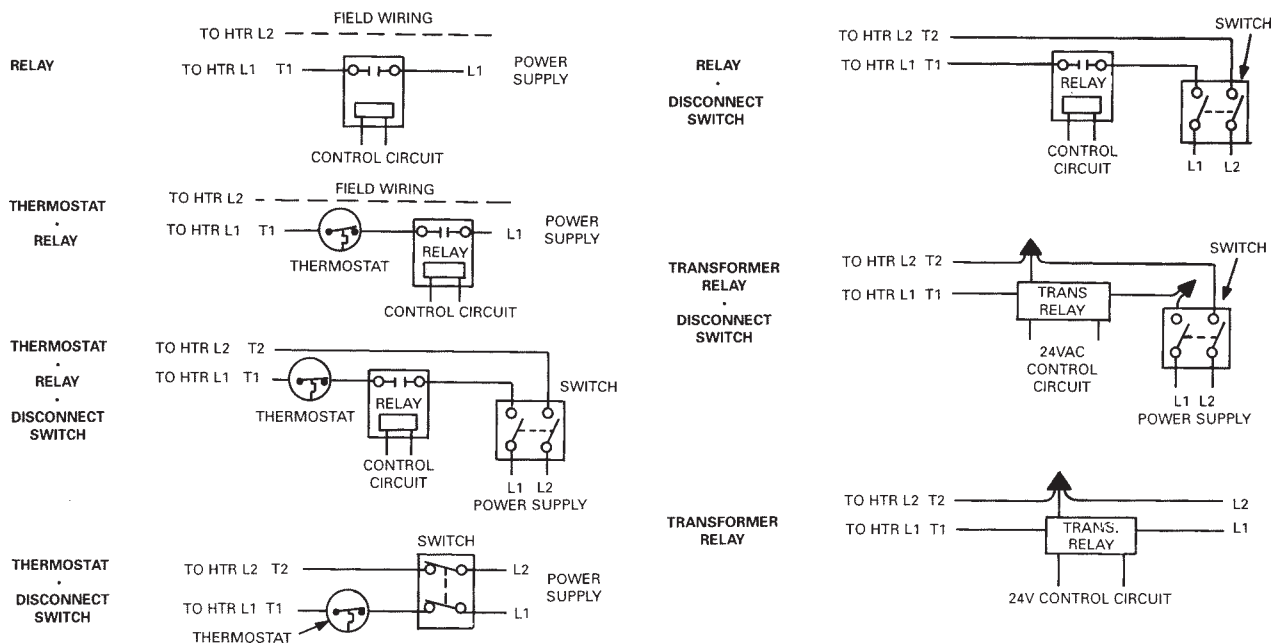 FIELD WIRING
TO HTR L2
RELAY
TO HTR L1 T1
L1
POWER
SUPPLY
CONTROL CIRCUIT
THERMOSTAT
•
RELAY
FIELD WIRING
TO HTR L2
TO HTR L1 T1
THERMOSTAT
RELAY
L1
POWER
SUPPLY
CONTROL CIRCUIT
THERMOSTAT
•
RELAY
•
DISCONNECT
SWITCH
TO HTR L2 T2
TO HTR L1 T1
THERMOSTAT
RELAY
CONTROL
CIRCUIT
SWITCH
L1 L2
POWER SUPPLY
THERMOSTAT
•
DISCONNECT
SWITCH
SWITCH
TO HTR L2 T2
L2
TO HTR L1 T1
L1
POWER
SUPPLY
THERMOSTAT
RELAY
•
DISCONNECT
SWITCH
SWITCH
TO HTR L2 T2
TO HTR L1 T1
RELAY
CONTROL
CIRCUIT
L1 L2
TRANSFORMER
RELAY
•
DISCONNECT
SWITCH
SWITCH
TO HTR L2 T2
TO HTR L1 T1
TRANS
RELAY
24VAC
CONTROL
CIRCUIT
L1 L2
POWER SUPPLY
TRANSFORMER
RELAY
TO HTR L2 T2
L2
TO HTR L1 T1
L1
TRANS.
RELAY
24V CONTROL CIRCUIT